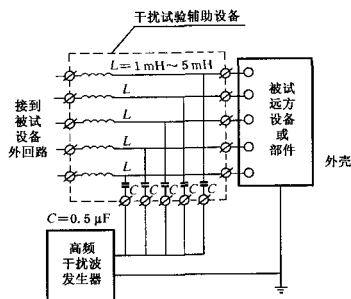 干扰试验辅助设备
L=1mH～5mH
L
L
L
L
接到
被试
设备
外回路
被试
远方
设备
或
部件
外壳
C
C
C
C
C
C=0.5μF
高频
干扰波
发生器